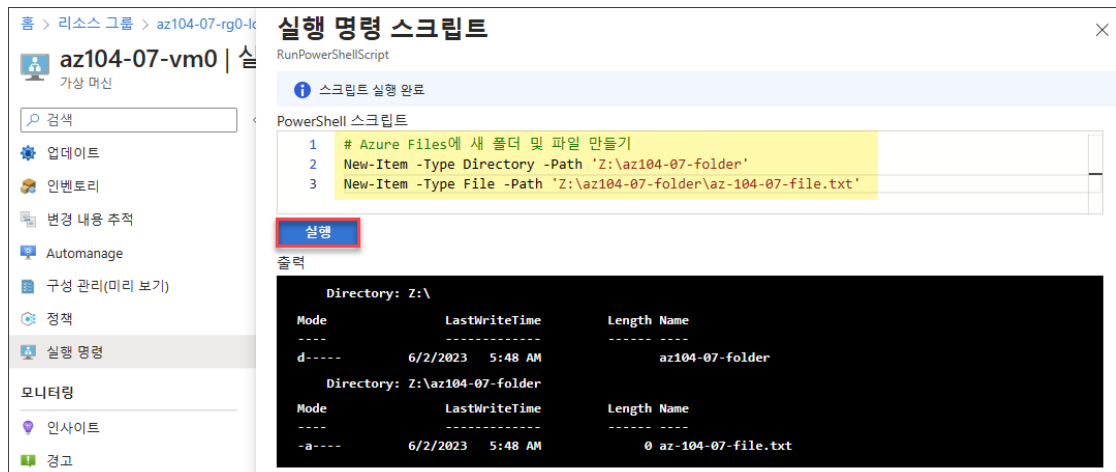 홈 > 리소스 그룹 > az104-07-rg0-
az104-07-vm0 | 실
가상 머신
검색
업데이트
인벤토리
변경 내용 추적
Automanage
구성 관리(미리 보기)
정책
실행 명령
모니터링
인사이트
경고
실행 명령 스크립트
RunPowerShellScript
스크립트 실행 완료
PowerShell 스크립트
1 # Azure Files에 새 폴더 및 파일 만들기
2 New-Item -Type Directory -Path 'Z:\az104-07-folder'
3 New-Item -Type File -Path 'Z:\az104-07-folder\az-104-07-file.txt'
실행
출력
Directory: Z:\
Mode LastWriteTime Length Name
---- ------------- ------ ----
d----- 6/2/2023 5:48 AM az104-07-folder
Directory: Z:\az104-07-folder
Mode LastWriteTime Length Name
---- ------------- ------ ----
-a---- 6/2/2023 5:48 AM 0 az-104-07-file.txt